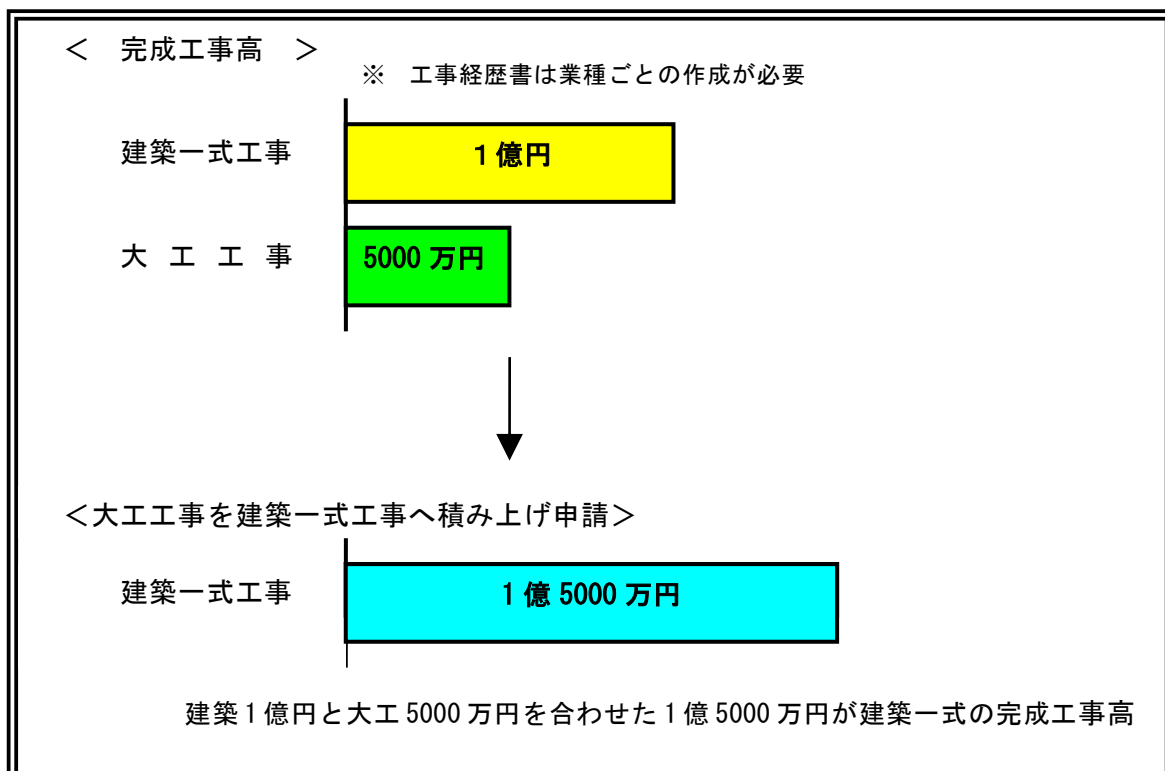 ＜　完成工事高　＞
※　工事経歴書は業種ごとの作成が必要
建築一式工事
１億円
大　工　工　事
5000 万円
＜大工工事を建築一式工事へ積み上げ申請＞
建築一式工事
１億 5000 万円
建築１億円と大工 5000 万円を合わせた１億 5000 万円が建築一式の完成工事高